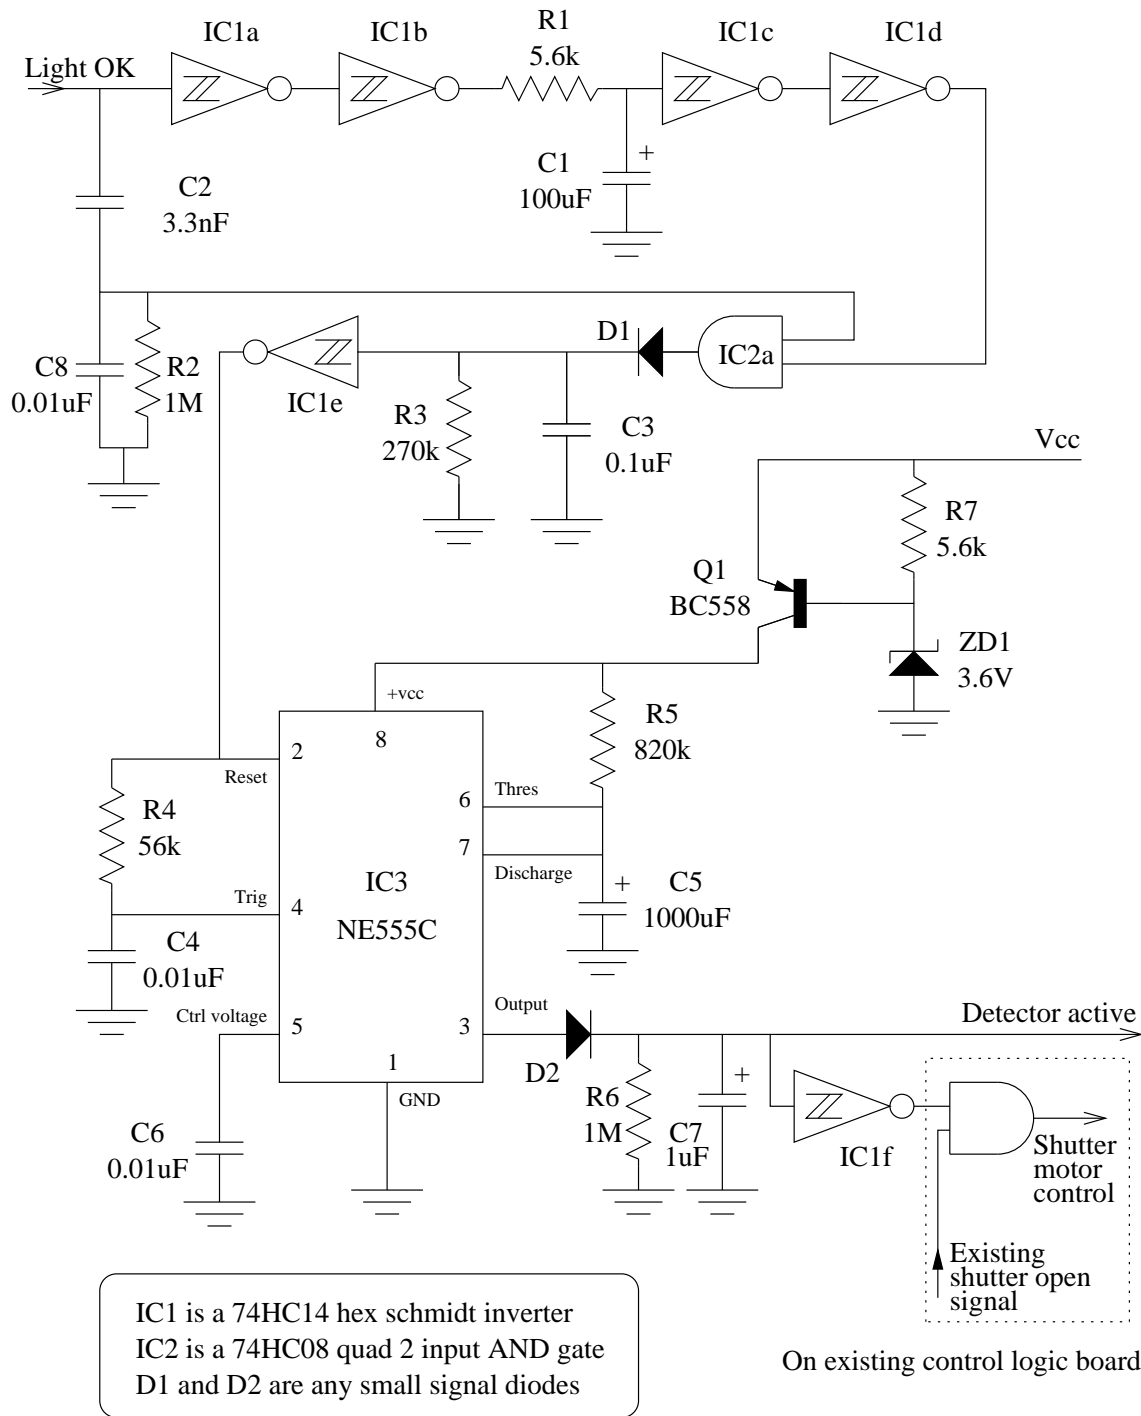 IC1a
IC1b
R1
5.6k
IC1c
IC1d
Light OK
C1
100uF
+
C2
3.3nF
D1
IC2a
C8
0.01uF
R2
1M
IC1e
R3
270k
C3
0.1uF
Vcc
R7
5.6k
Q1
BC558
ZD1
3.6V
+vcc
8
R5
820k
2
Reset
6
Thres
R4
56k
7
Discharge
IC3
NE555C
+
C5
1000uF
Trig
4
C4
0.01uF
Ctrl voltage
5
Output
3
Detector active
1
GND
D2
R6
1M
+
C7
1uF
IC1f
C6
0.01uF
Shutter
motor
control
Existing
shutter open
signal
IC1 is a 74HC14 hex schmidt inverter
IC2 is a 74HC08 quad 2 input AND gate
D1 and D2 are any small signal diodes
On existing control logic board